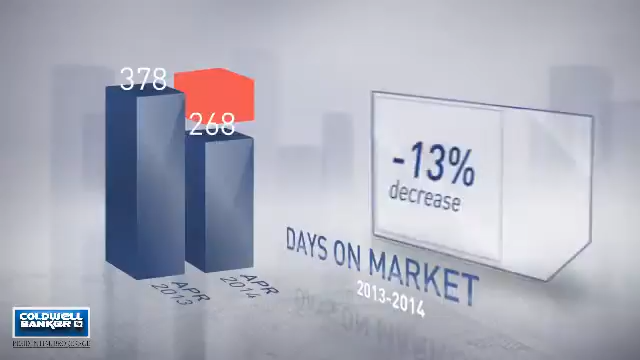 378
268
-13%
decrease
DAYS ON MARKET
2013-2014
APR
2013
APR
2014
COLDWELL
BANKER